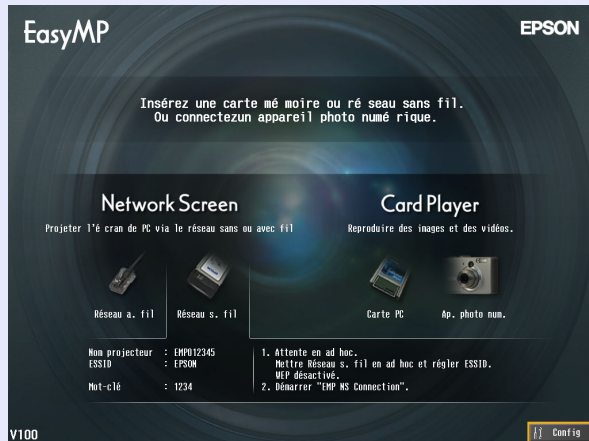 EasyMP
EPSON
Insérez une carte mé moire ou ré seau sans fil.
Ou connectezun appareil photo numé rique.
Network Screen
Projeter l'é cran de PC via le réseau sans ou avec fil
Réseau a. fil
Réseau s. fil
Card Player
Reproduire des images et des vidéos.
Carte PC
Ap. photo num.
Nom projecteur : EMP012345
ESSID : EPSON
Mot-clé : 1234
1. Attente en ad hoc.
Mettre Réseau s. fil en ad hoc et régler ESSID.
WEP désactivé.
2. Démarrer "EMP NS Connection".
V100
Config